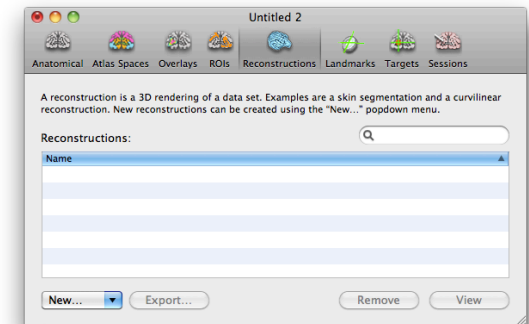 Untitled 2
Anatomical Atlas Spaces Overlays ROIs Reconstructions Landmarks Targets Sessions
A reconstruction is a 3D rendering of a data set. Examples are a skin segmentation and a curvilinear
reconstruction. New reconstructions can be created using the "New..." popdown menu.
Reconstructions:
Name
New... Export... Remove View